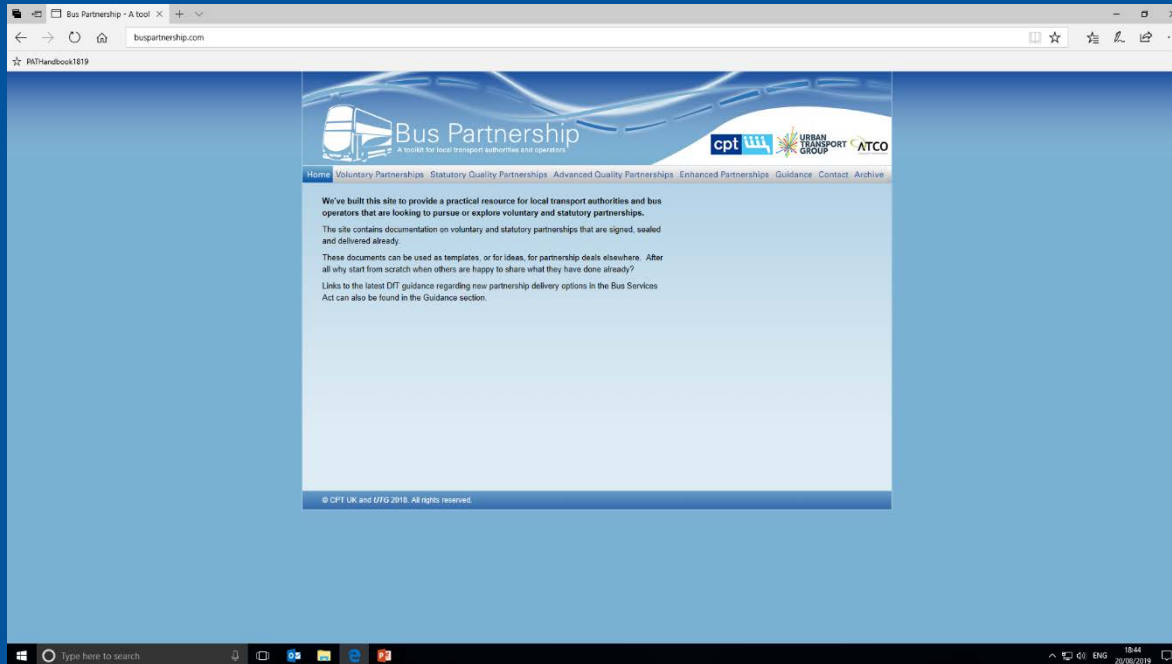 Bus Partnership - A tool
buspartnership.com
PATHandbook1819
Bus Partnership
A toolkit for local transport authorities and operators
cpt
URBAN
TRANSPORT
GROUP
ATCO
Home Voluntary Partnerships Statutory Quality Partnerships Advanced Quality Partnerships Enhanced Partnerships Guidance Contact Archive
We've built this site to provide a practical resource for local transport authorities and bus
operators that are looking to pursue or explore voluntary and statutory partnerships.
The site contains documentation on voluntary and statutory partnerships that are signed, sealed
and delivered already.
These documents can be used as templates, or for ideas, for partnership deals elsewhere. After
all why start from scratch when others are happy to share what they have done already?
Links to the latest DfT guidance regarding new partnership delivery options in the Bus Services
Act can also be found in the Guidance section.
© CPT UK and UTG 2018. All rights reserved.
Type here to search
ENG
18:44
20/08/2019